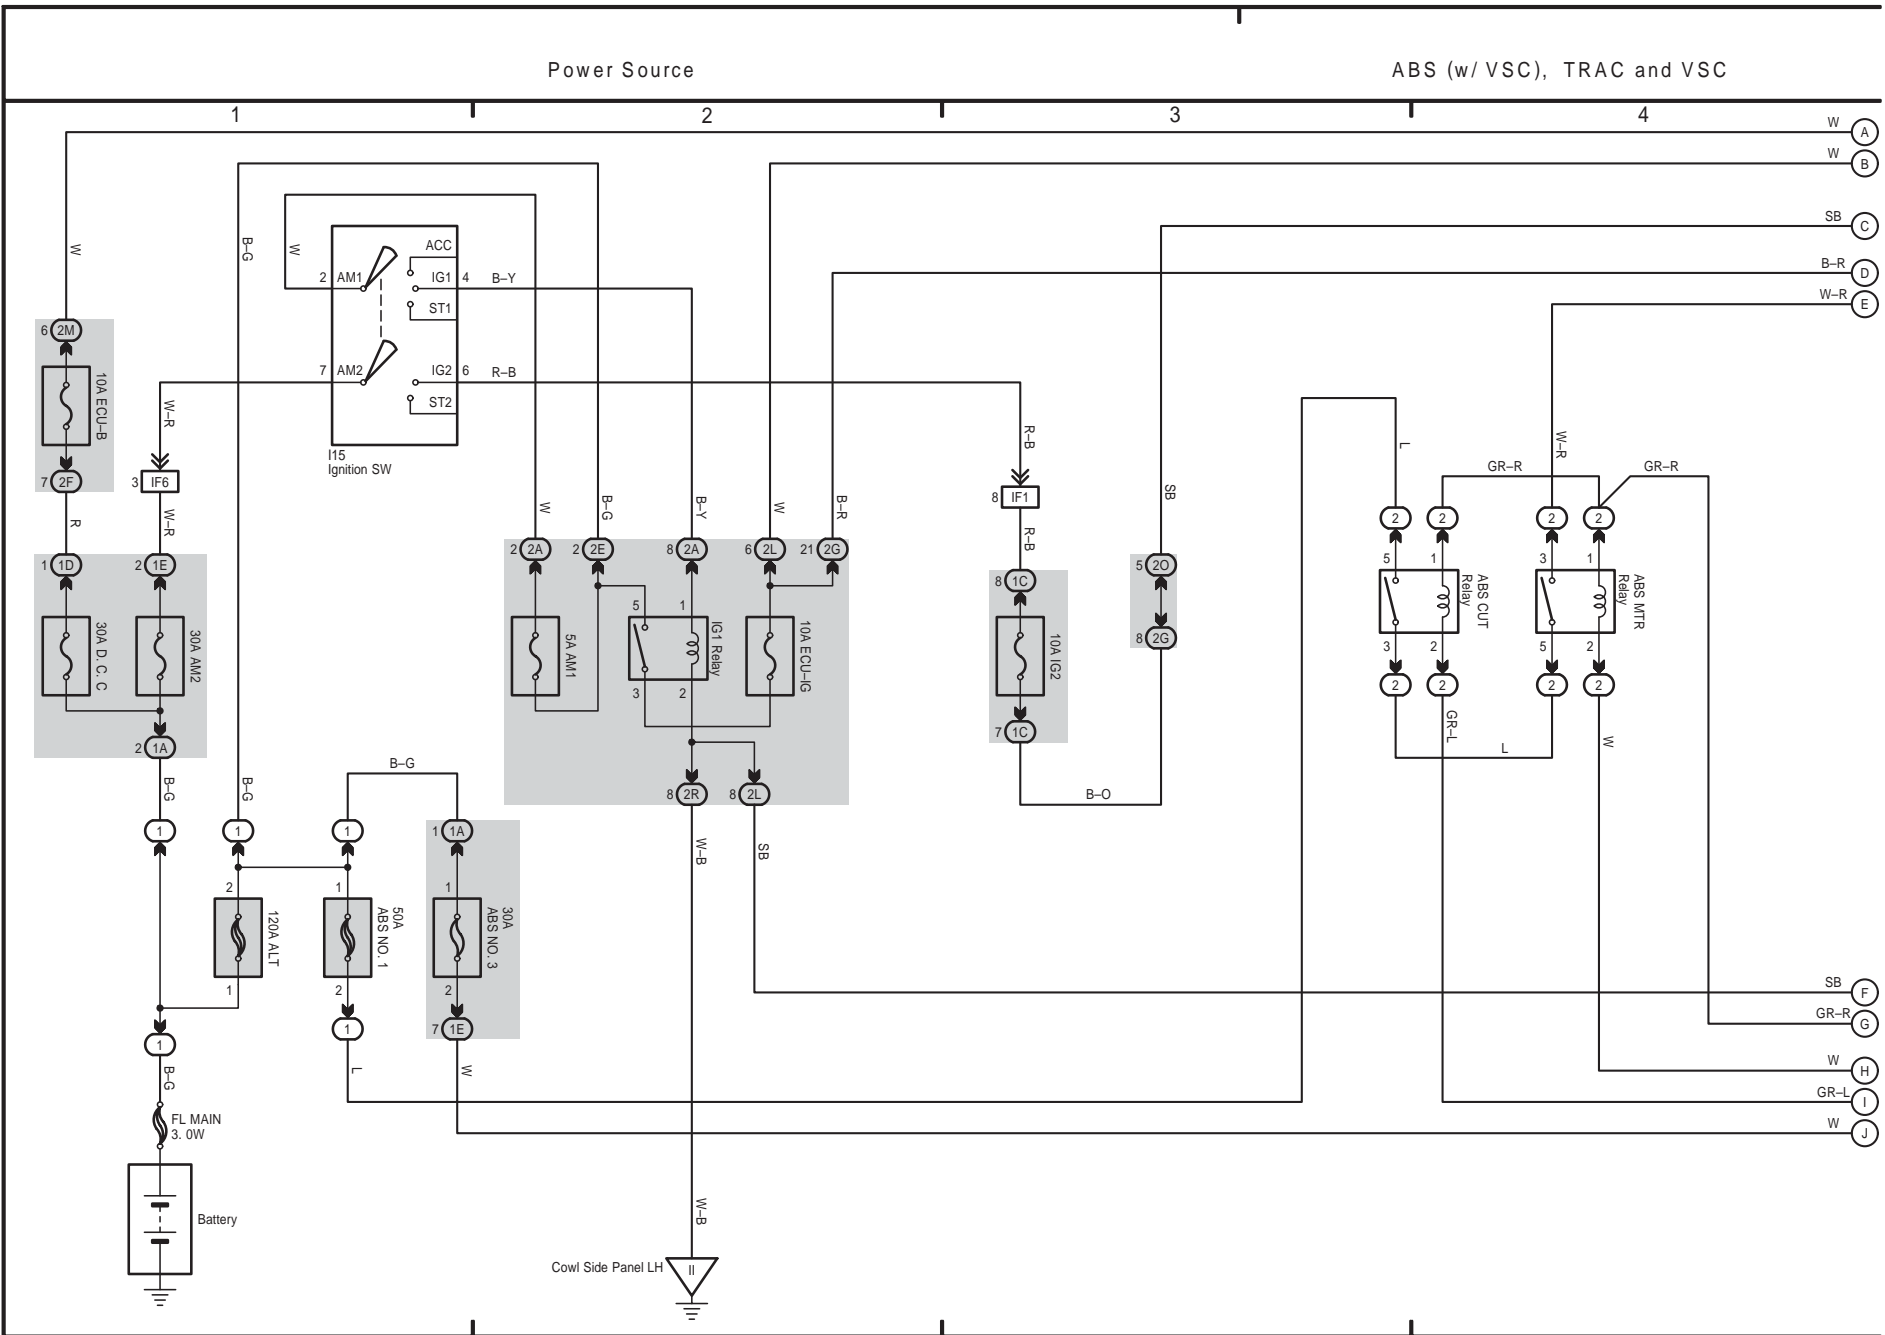 Power Source
ABS (w/ VSC), TRAC and VSC
1
2
3
4
W
A
W
B
SB
C
B–R
D
W–R
E
W
B–G
W
2 AM1
ACC
IG1 4
B–Y
ST1
7 AM2
IG2 6
R–B
ST2
I15
Ignition SW
6 2M
10A ECU–B
7 2F
W–R
3 IF6
R
W–R
1 1D
2 1E
30A D. C. C
30A AM2
2 1A
B–G
B–G
W
B–G
B–Y
W
B–R
2 2A
2 2E
8 2A
6 2L
21 2G
5A AM1
5
1
IG1 Relay
3
2
10A ECU–IG
8 2R
8 2L
R–B
8 IF1
R–B
8 1C
10A IG2
7 1C
B–O
SB
5 2O
8 2G
L
W–R
GR–R
GR–R
2
2
2
2
5
1
3
1
ABS CUT
Relay
ABS MTR
Relay
3
2
5
2
2
2
2
2
GR–L
L
W
B–G
1
1
1
1 1A
2
1
1
120A ALT
50A
ABS NO. 1
30A
ABS NO. 3
1
2
2
1
1
7 1E
B–G
L
W
W–B
SB
SB
F
GR–R
G
W
H
GR–L
I
W
J
FL MAIN
3. 0W
Battery
W–B
Cowl Side Panel LH
II